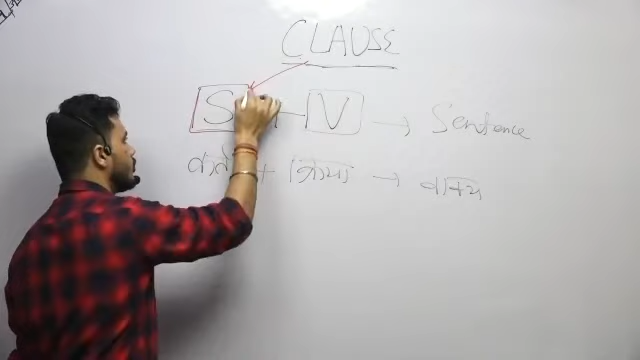 CLAUSE
S + V → Sentence
कर्ता + क्रिया → वाक्य